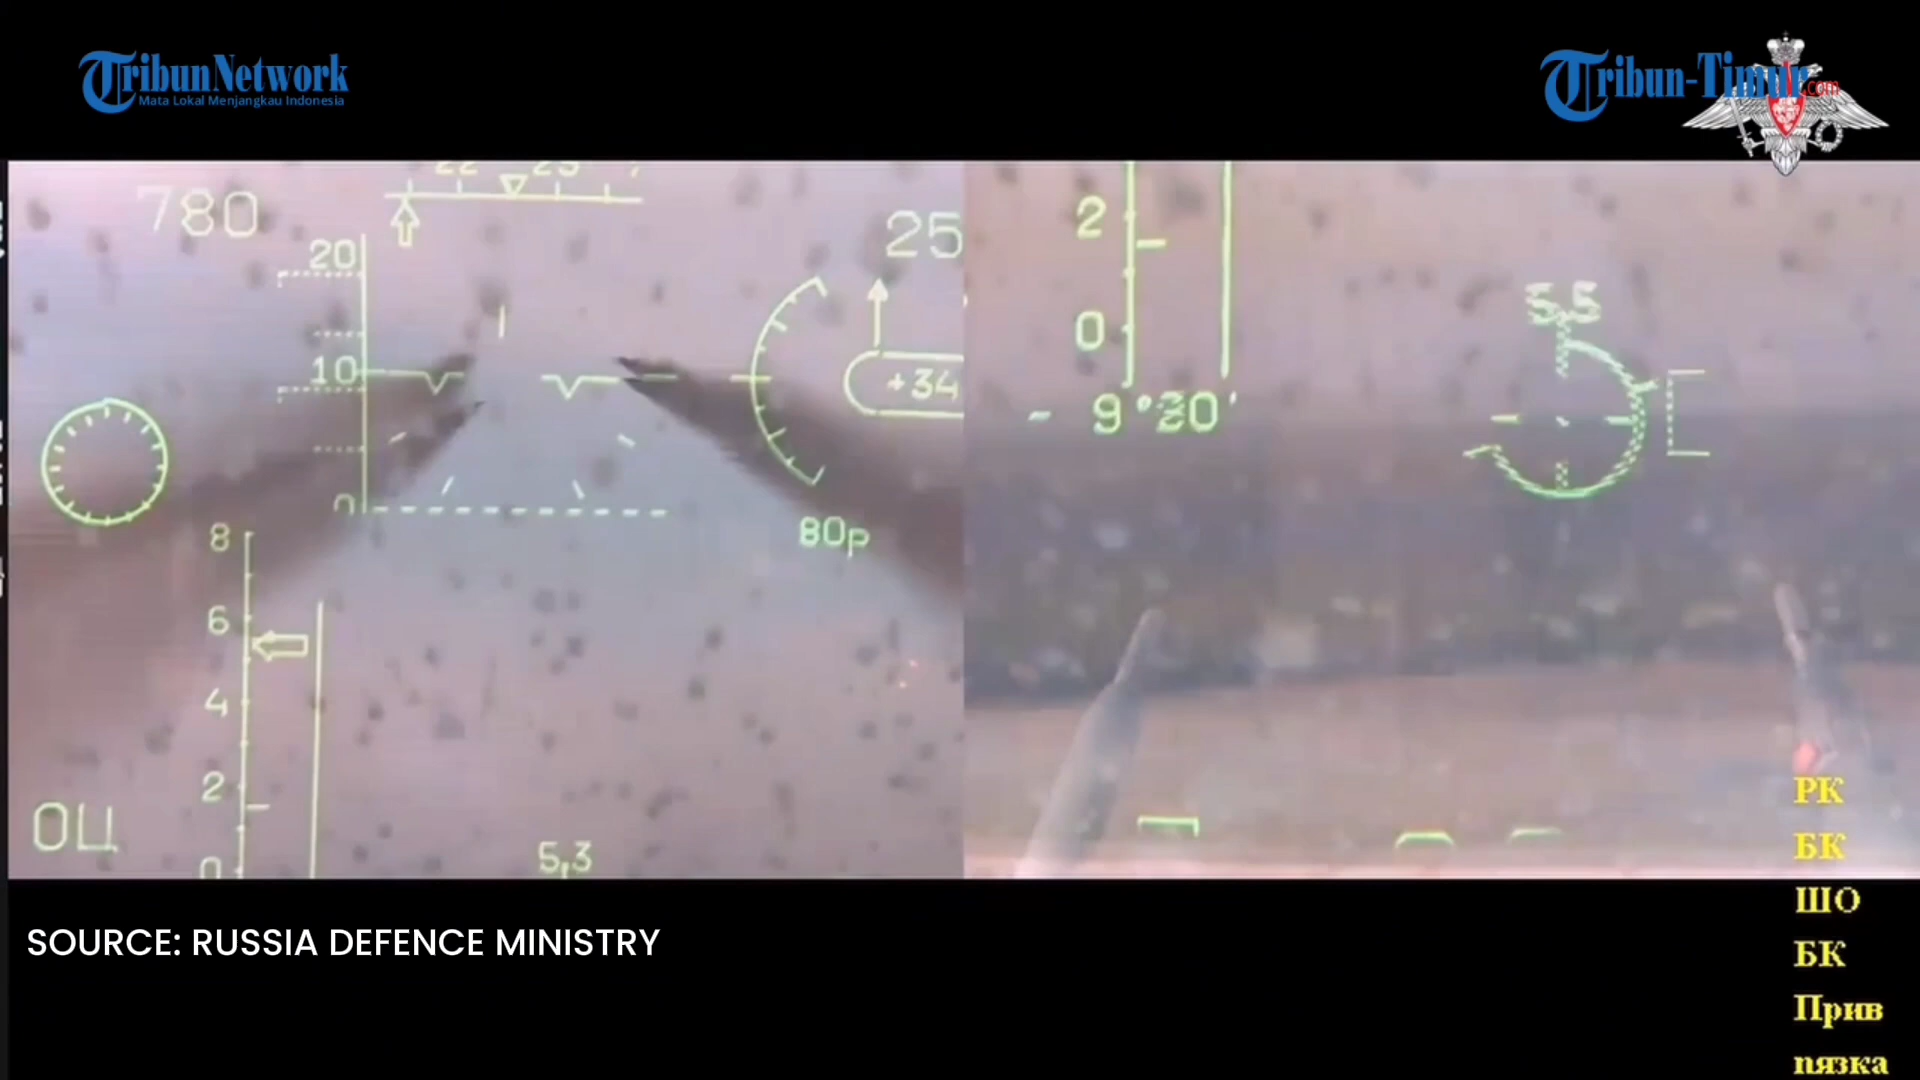 TribunNetwork
Mata Lokal Menjangkau Indonesia
Tribun-Timur.com
780
20
10
0
25
+34
80р
8
6
4
2
0
ОЦ
5,3
2
0
- 9°20'
5,5
РК
БК
ШО
БК
Прив
пязка
SOURCE: RUSSIA DEFENCE MINISTRY